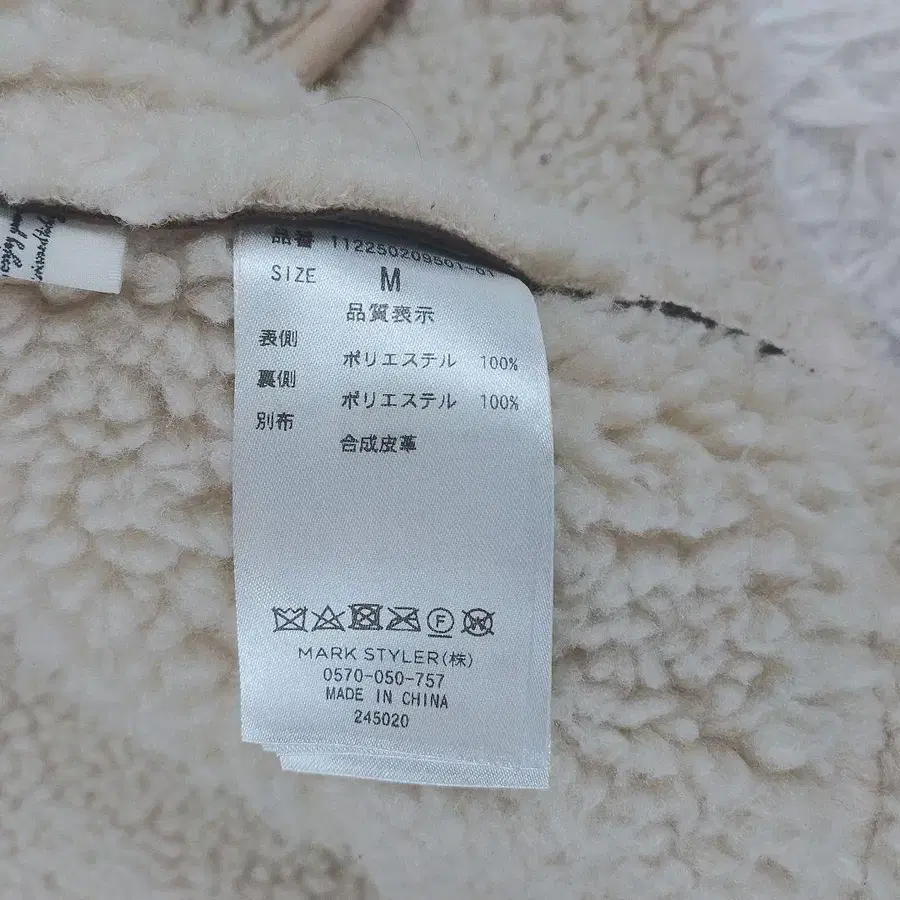 品番 112250209501-01
SIZE M
品質表示
表側 ポリエステル 100%
裏側 ポリエステル 100%
別布 合成皮革
F
W
MARK STYLER(株)
0570-050-757
MADE IN CHINA
245020